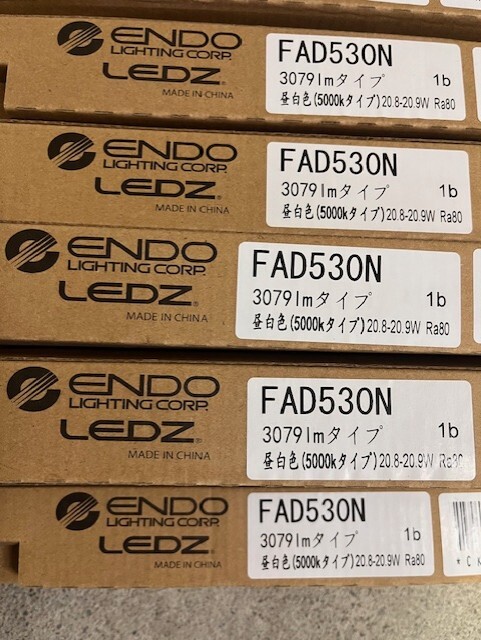 ENDO
LIGHTING CORP.
LEDZ®
MADE IN CHINA
FAD530N
3079lmタイプ 1b
昼白色(5000kタイプ)20.8-20.9W Ra80
ENDO
LIGHTING CORP.
LEDZ®
MADE IN CHINA
FAD530N
3079lmタイプ 1b
昼白色(5000kタイプ)20.8-20.9W Ra80
ENDO
LIGHTING CORP.
LEDZ®
MADE IN CHINA
FAD530N
3079lmタイプ 1b
昼白色(5000kタイプ)20.8-20.9W Ra80
ENDO
LIGHTING CORP.
LEDZ®
MADE IN CHINA
FAD530N
3079lmタイプ 1b
昼白色(5000kタイプ)20.8-20.9W Ra80
ENDO
LIGHTING CORP.
LEDZ®
MADE IN CHINA
FAD530N
3079lmタイプ 1b
昼白色(5000kタイプ)20.8-20.9W Ra80
* C K